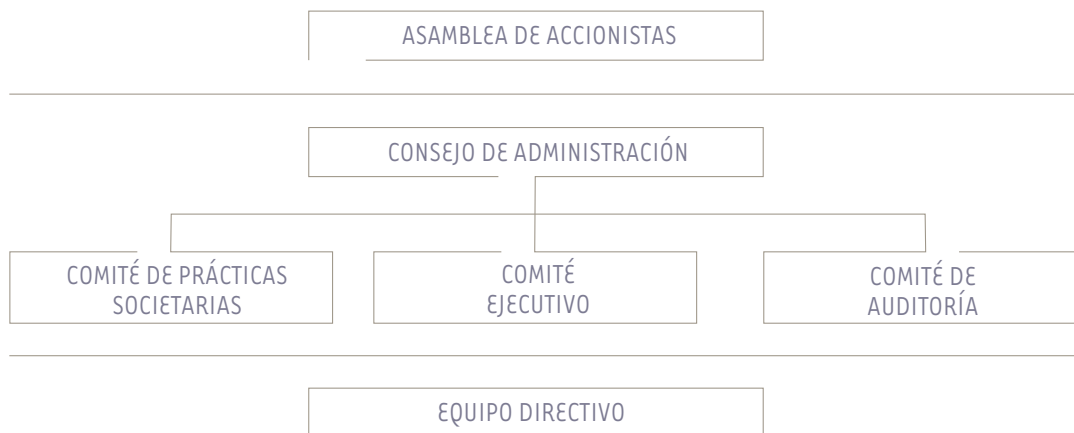 ASAMBLEA DE ACCIONISTAS
CONSEJO DE ADMINISTRACIÓN
COMITÉ DE PRÁCTICAS
SOCIETARIAS
COMITÉ
EJECUTIVO
COMITÉ DE
AUDITORÍA
EQUIPO DIRECTIVO